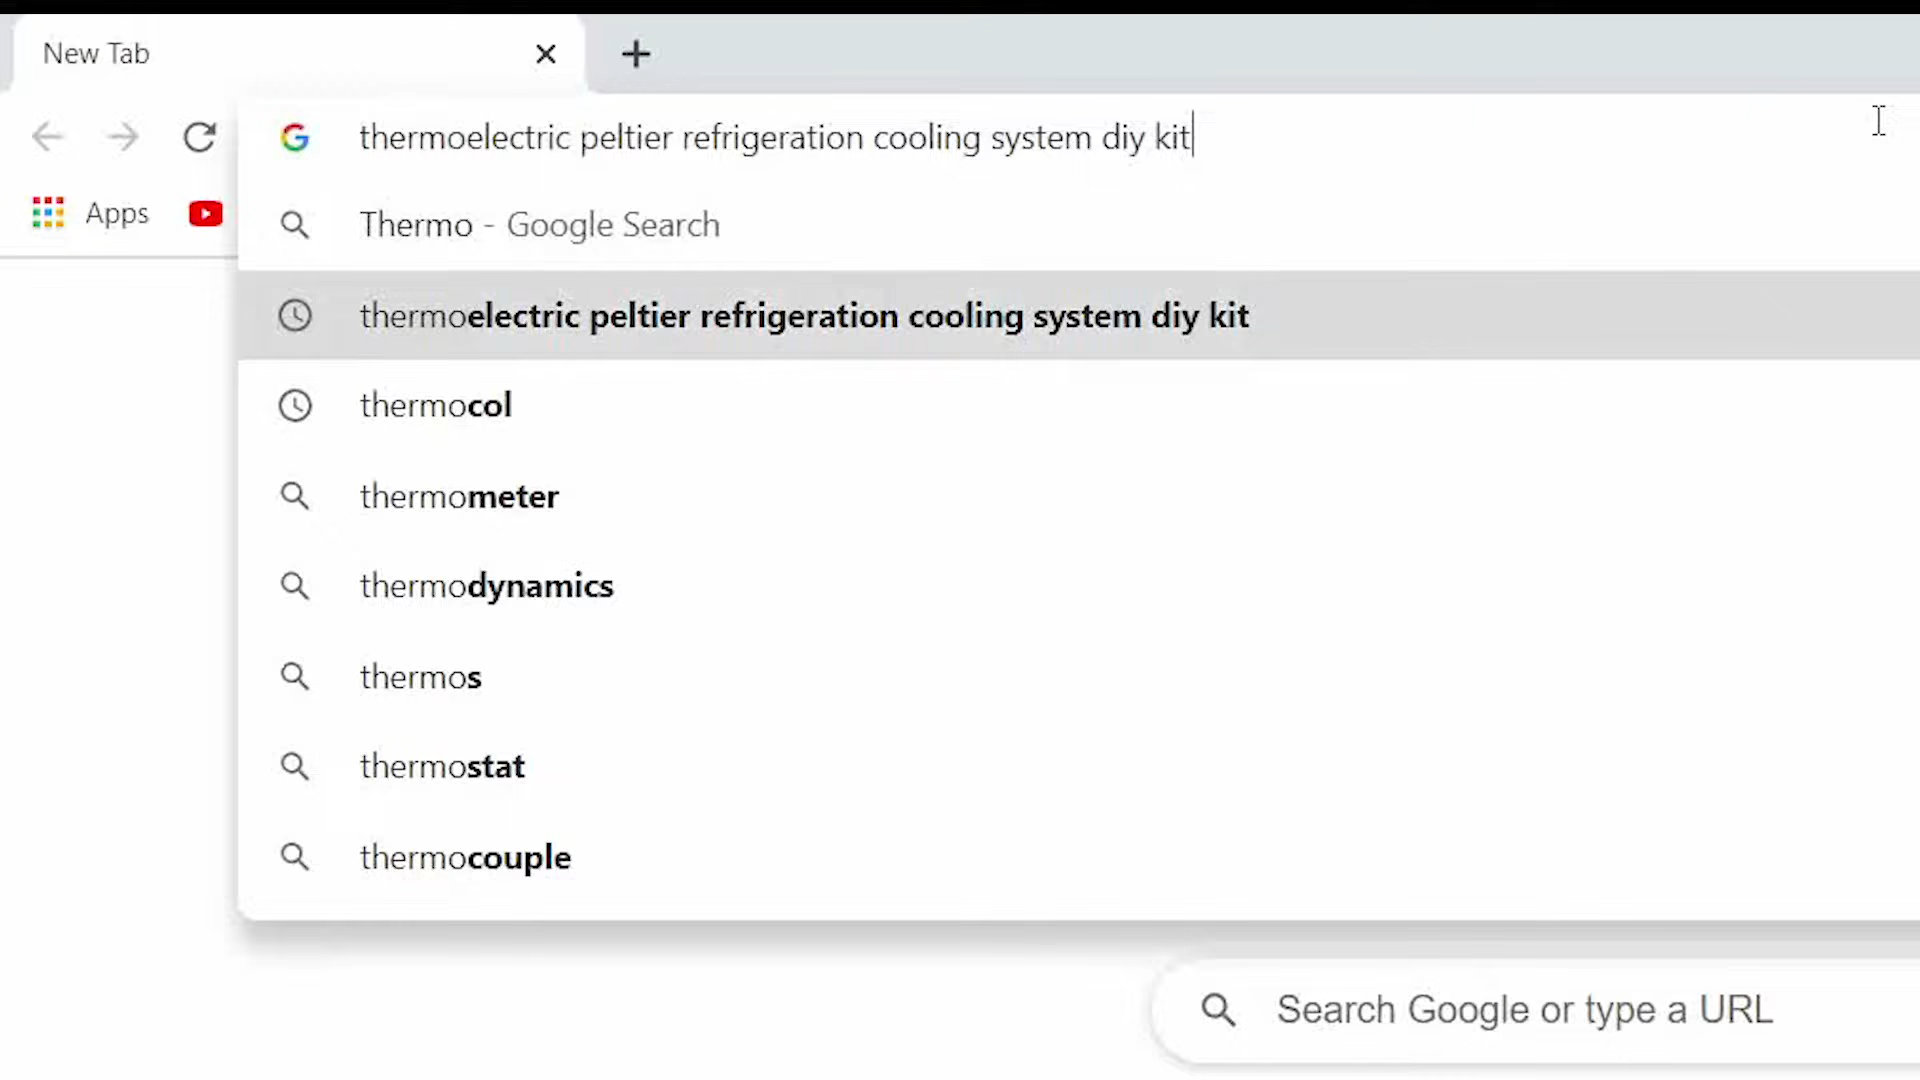 New Tab
thermoelectric peltier refrigeration cooling system diy kit
Apps
Thermo - Google Search
thermoelectric peltier refrigeration cooling system diy kit
thermocol
thermometer
thermodynamics
thermos
thermostat
thermocouple
Search Google or type a URL